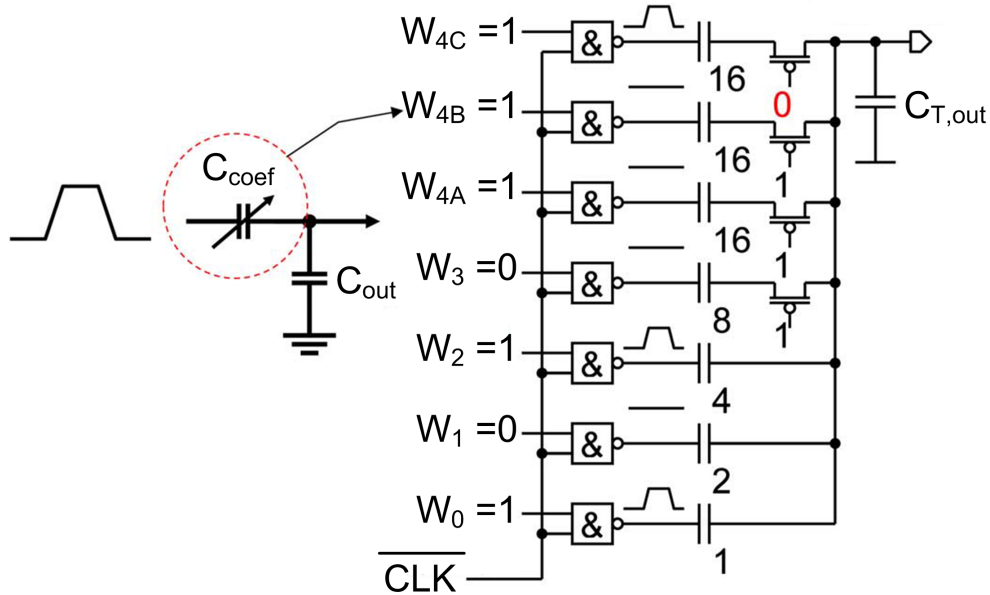 W4C =1
&
16
0
W4B =1
&
16
1
CT,out
Ccoef
W4A =1
&
16
1
Cout
W3 =0
&
8
1
W2 =1
&
4
W1 =0
&
2
W0 =1
&
1
CLK